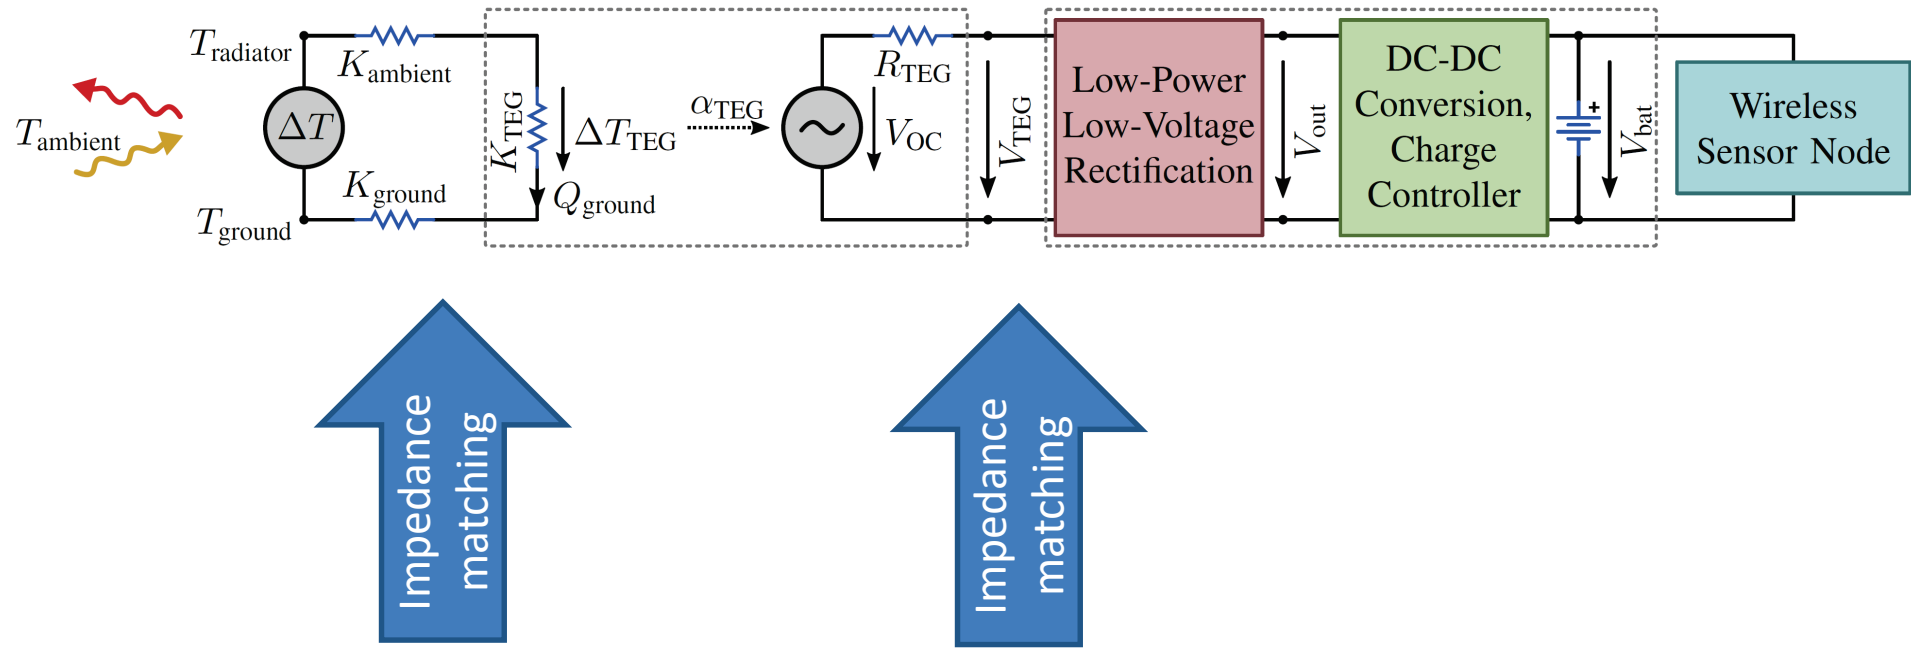 T_ambient
T_radiator
ΔT
T_ground
K_ambient
K_ground
K_TEG
ΔT_TEG
Q_ground
α_TEG
R_TEG
V_OC
V_TEG
Low-Power
Low-Voltage
Rectification
V_out
DC-DC
Conversion,
Charge
Controller
+
V_bat
Wireless
Sensor Node
Impedance
matching
Impedance
matching